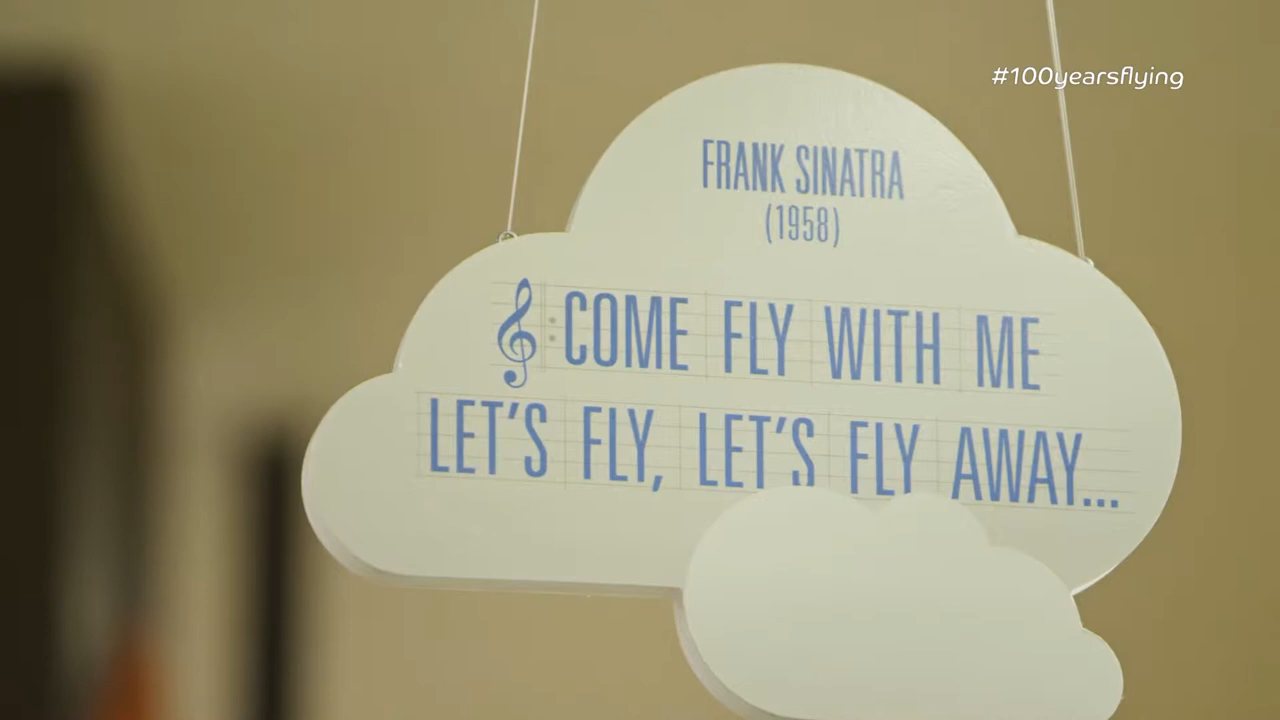 #100yearsflying
FRANK SINATRA
(1958)
COME FLY WITH ME
LET'S FLY, LET'S FLY AWAY...